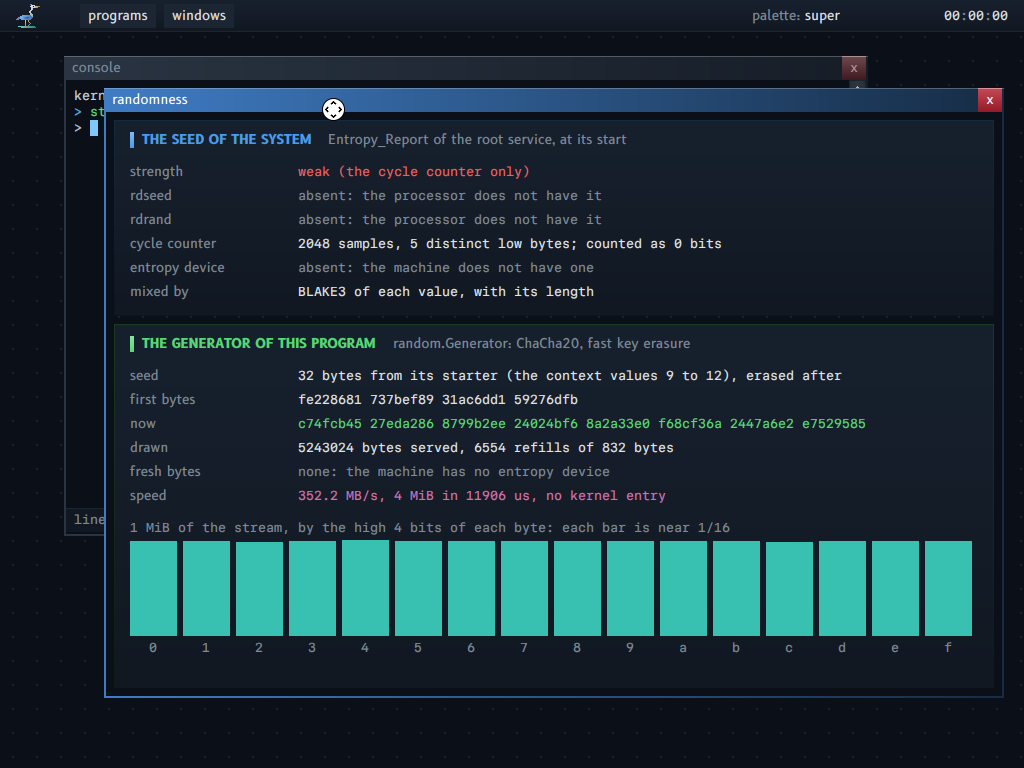 programs windows palette: super 00:00:00
console x
kern
randomness x
> st
>
THE SEED OF THE SYSTEM Entropy_Report of the root service, at its start
strength weak (the cycle counter only)
rdseed absent: the processor does not have it
rdrand absent: the processor does not have it
cycle counter 2048 samples, 5 distinct low bytes; counted as 0 bits
entropy device absent: the machine does not have one
mixed by BLAKE3 of each value, with its length
THE GENERATOR OF THIS PROGRAM random.Generator: ChaCha20, fast key erasure
seed 32 bytes from its starter (the context values 9 to 12), erased after
first bytes fe228681 737bef89 31ac6dd1 59276dfb
now c74fcb45 27eda286 8799b2ee 24024bf6 8a2a33e0 f68cf36a 2447a6e2 e7529585
drawn 5243024 bytes served, 6554 refills of 832 bytes
fresh bytes none: the machine has no entropy device
speed 352.2 MB/s, 4 MiB in 11906 us, no kernel entry
line
1 MiB of the stream, by the high 4 bits of each byte: each bar is near 1/16
0 1 2 3 4 5 6 7 8 9 a b c d e f